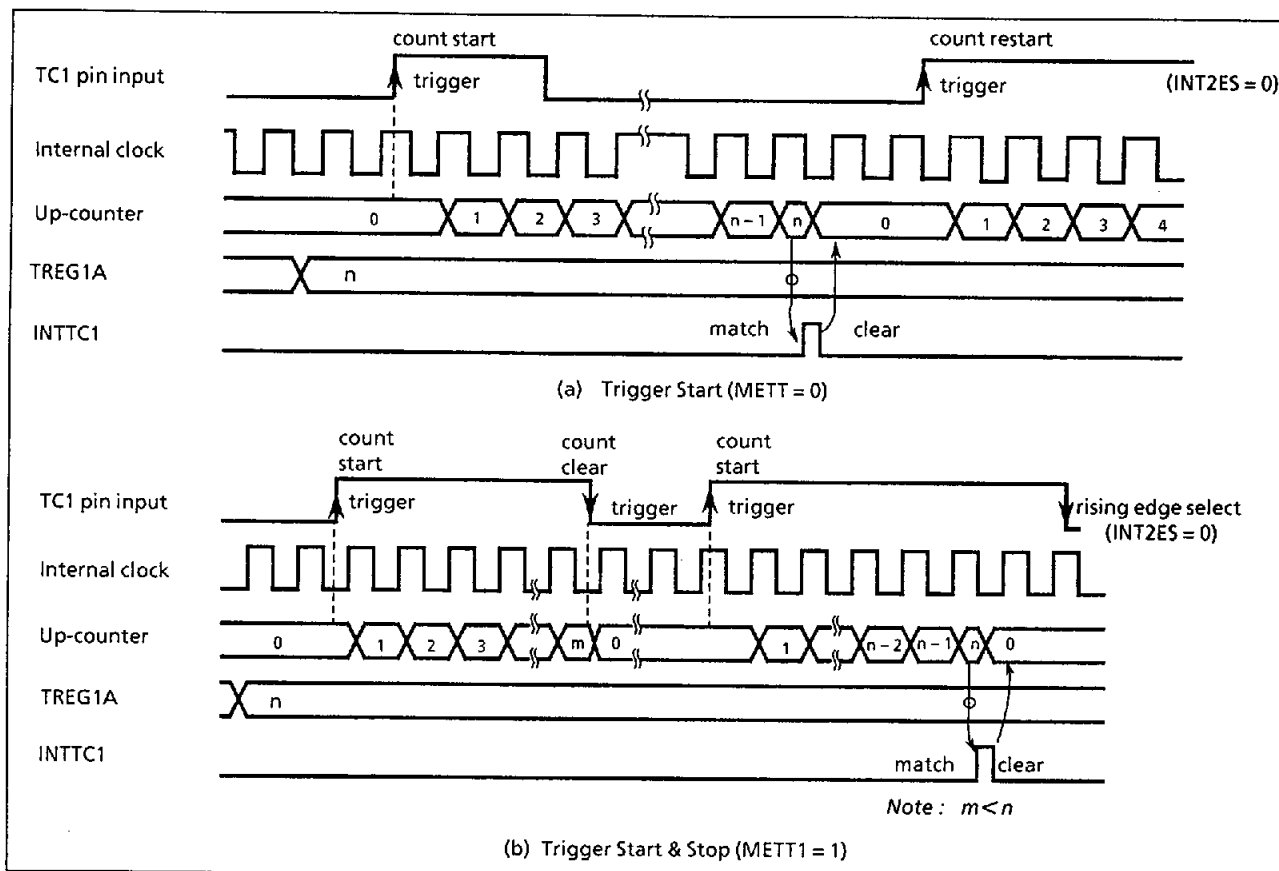 count start
count restart
TC1 pin input
trigger
trigger
(INT2ES = 0)
Internal clock
Up-counter
0 1 2 3 n-1 n 0 1 2 3 4
TREG1A
n
INTTC1
match
clear
(a) Trigger Start (METT = 0)
count start
count clear
count start
TC1 pin input
trigger
trigger
trigger
rising edge select
(INT2ES = 0)
Internal clock
Up-counter
0 1 2 3 m 0 1 n-2 n-1 n 0
TREG1A
n
INTTC1
match
clear
Note : m<n
(b) Trigger Start & Stop (METT1 = 1)